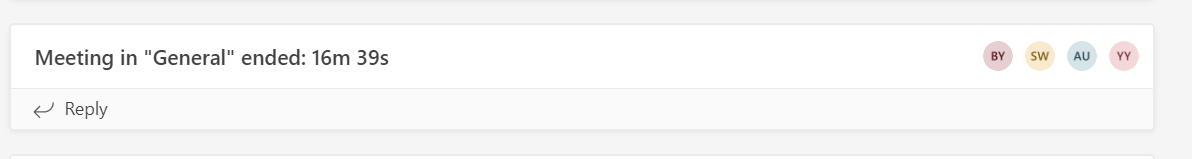 Meeting in "General" ended: 16m 39s
BY SW AU YY
Reply